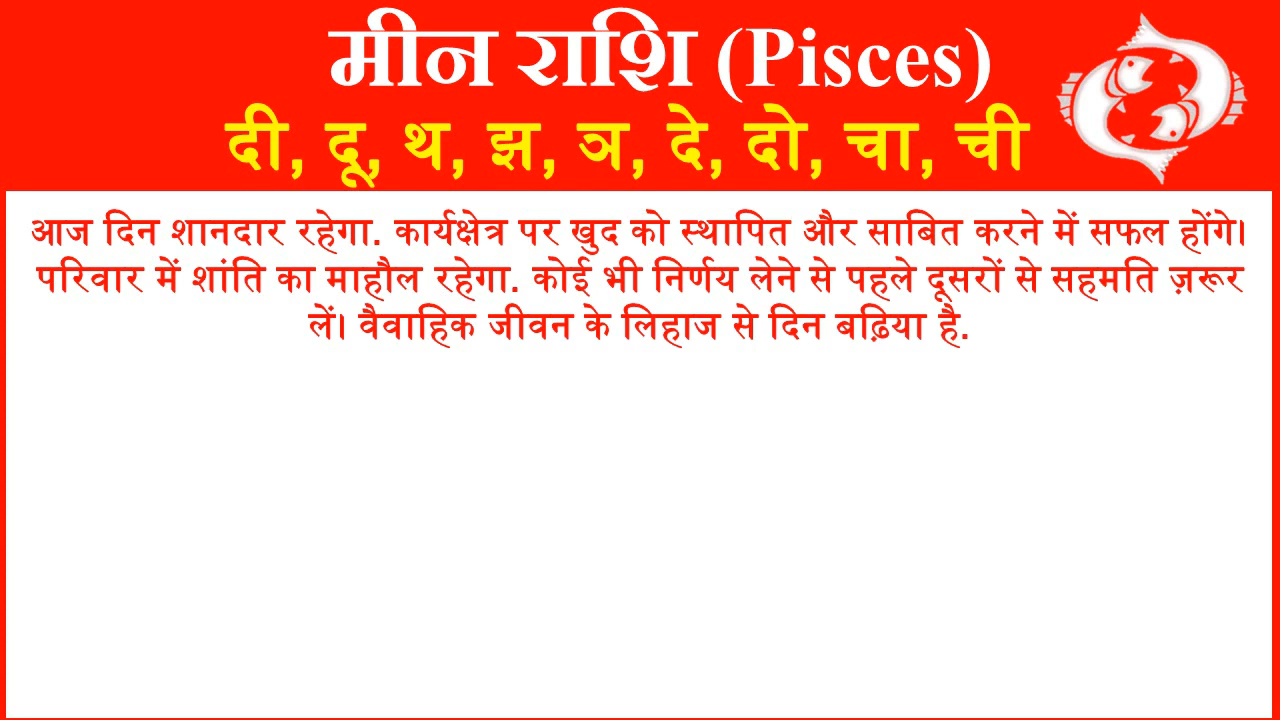 मीन राशि (Pisces)
दी, दू, थ, झ, ञ, दे, दो, चा, ची
आज दिन शानदार रहेगा. कार्यक्षेत्र पर खुद को स्थापित और साबित करने में सफल होंगे।
परिवार में शांति का माहौल रहेगा. कोई भी निर्णय लेने से पहले दूसरों से सहमति ज़रूर
लें। वैवाहिक जीवन के लिहाज से दिन बढ़िया है.